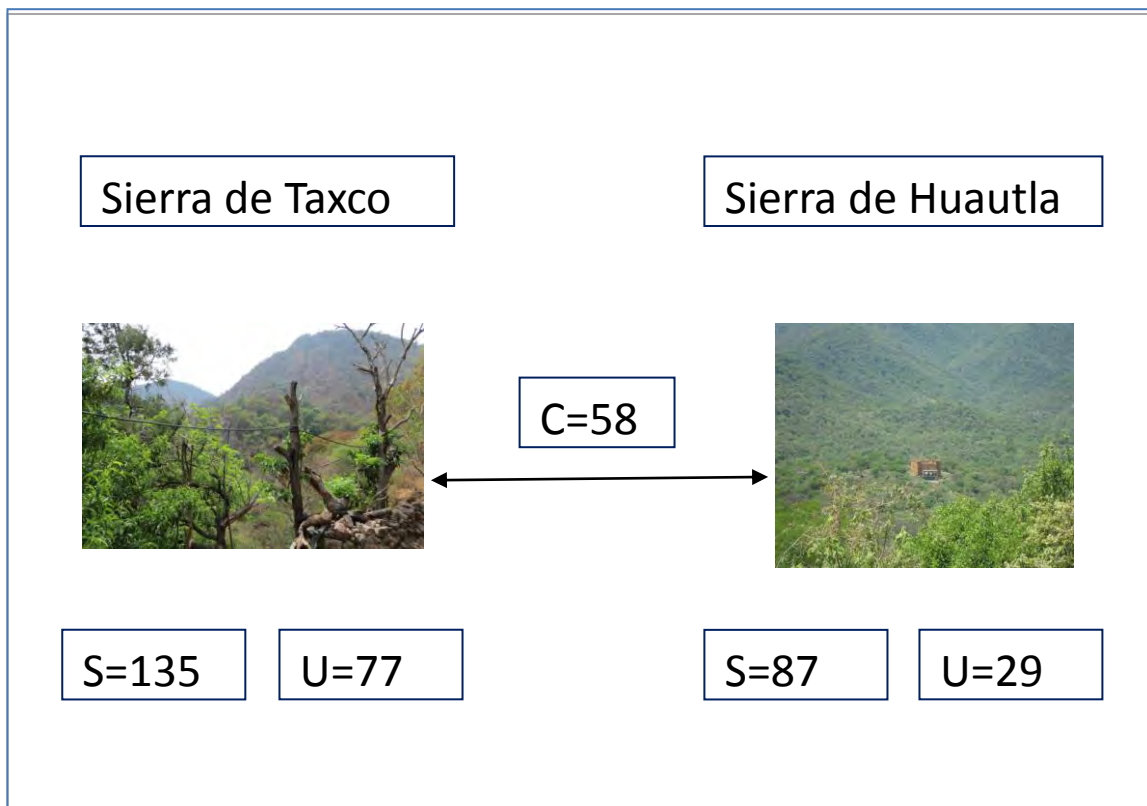 Sierra de Taxco
Sierra de Huautla
C=58
S=135
U=77
S=87
U=29